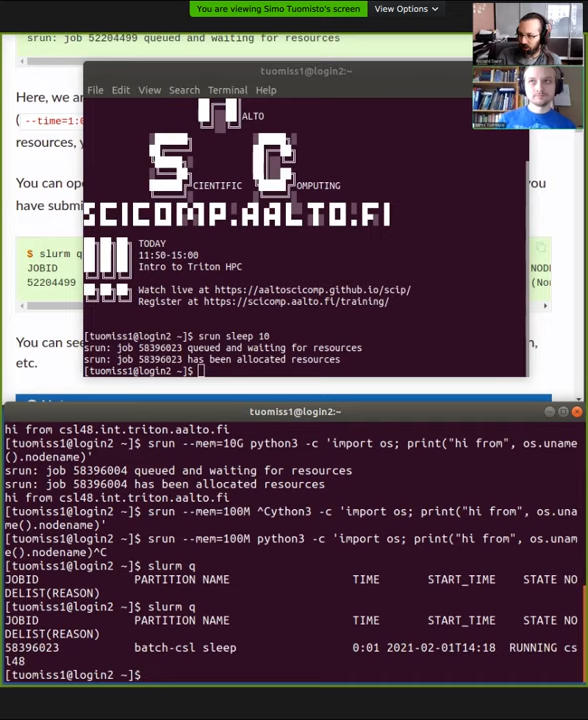 You are viewing Simo Tuomisto's screen
View Options
srun: job 52204499 queued and waiting for resources
Here, we ar
(--time=1:0
resources, y
You can ope
you
have submi
$ slurm q
JOBID
NOD
52204499
(No
You can see
n,
etc.
tuomiss1@login2:~
File Edit View Search Terminal Help
ALTO
S CIENTIFIC C OMPUTING
SCICOMP.AALTO.FI
TODAY
11:50-15:00
Intro to Triton HPC
Watch live at https://aaltoscicomp.github.io/scip/
Register at https://scicomp.aalto.fi/training/
[tuomiss1@login2 ~]$ srun sleep 10
srun: job 58396023 queued and waiting for resources
srun: job 58396023 has been allocated resources
[tuomiss1@login2 ~]$
tuomiss1@login2:~
hi from csl48.int.triton.aalto.fi
[tuomiss1@login2 ~]$ srun --mem=10G python3 -c 'import os; print("hi from", os.uname
().nodename)'
srun: job 58396004 queued and waiting for resources
srun: job 58396004 has been allocated resources
hi from csl48.int.triton.aalto.fi
[tuomiss1@login2 ~]$ srun --mem=100M ^Cython3 -c 'import os; print("hi from", os.una
me().nodename)'
[tuomiss1@login2 ~]$ srun --mem=100M python3 -c 'import os; print("hi from", os.unam
e().nodename)^C
[tuomiss1@login2 ~]$ slurm q
JOBID PARTITION NAME TIME START_TIME STATE NO
DELIST(REASON)
[tuomiss1@login2 ~]$ slurm q
JOBID PARTITION NAME TIME START_TIME STATE NO
DELIST(REASON)
58396023 batch-csl sleep 0:01 2021-02-01T14:18 RUNNING cs
l48
[tuomiss1@login2 ~]$